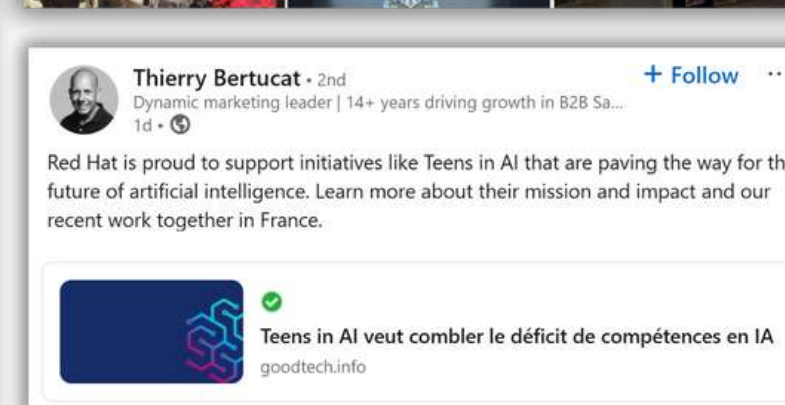 Thierry Bertucat • 2nd
+ Follow ..
Dynamic marketing leader | 14+ years driving growth in B2B Sa...
1d •
Red Hat is proud to support initiatives like Teens in AI that are paving the way for th
future of artificial intelligence. Learn more about their mission and impact and our
recent work together in France.
Teens in AI veut combler le déficit de compétences en IA
goodtech.info